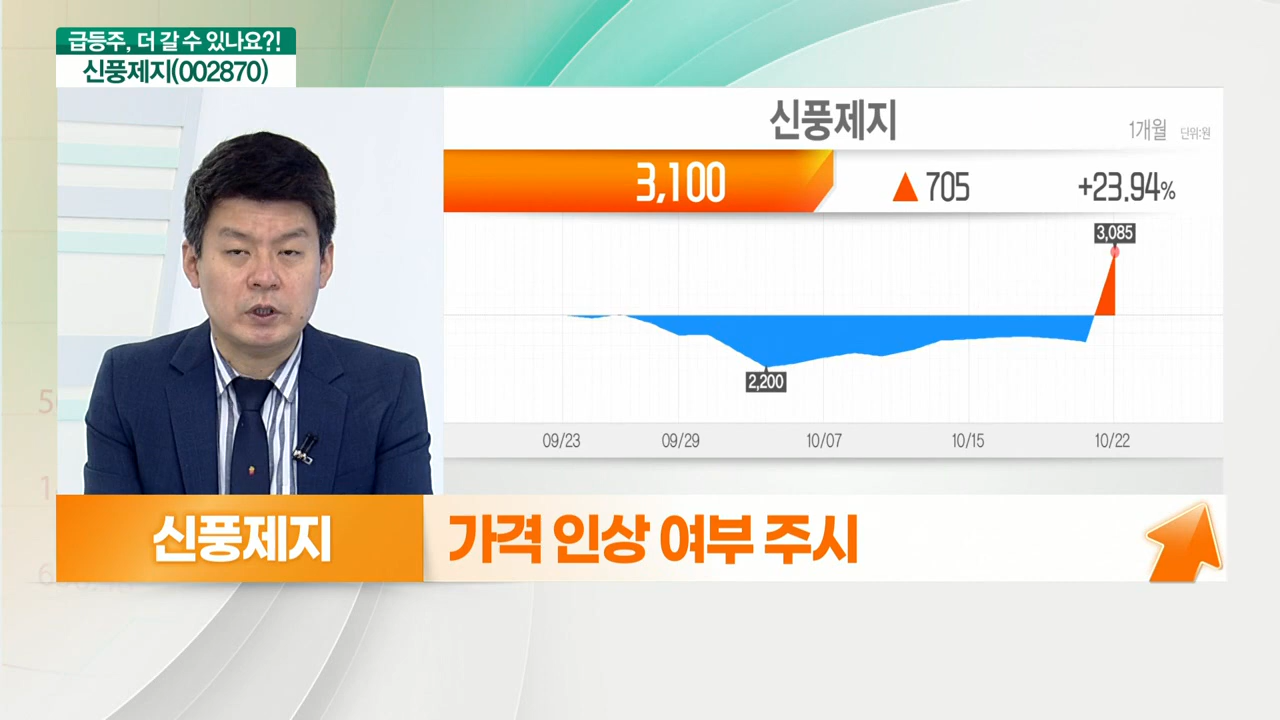 급등주, 더 갈 수 있나요?!
신풍제지(002870)
신풍제지
1개월 단위:원
3,100 ▲ 705 +23.94%
3,085
2,200
09/23 09/29 10/07 10/15 10/22
신풍제지 가격 인상 여부 주시